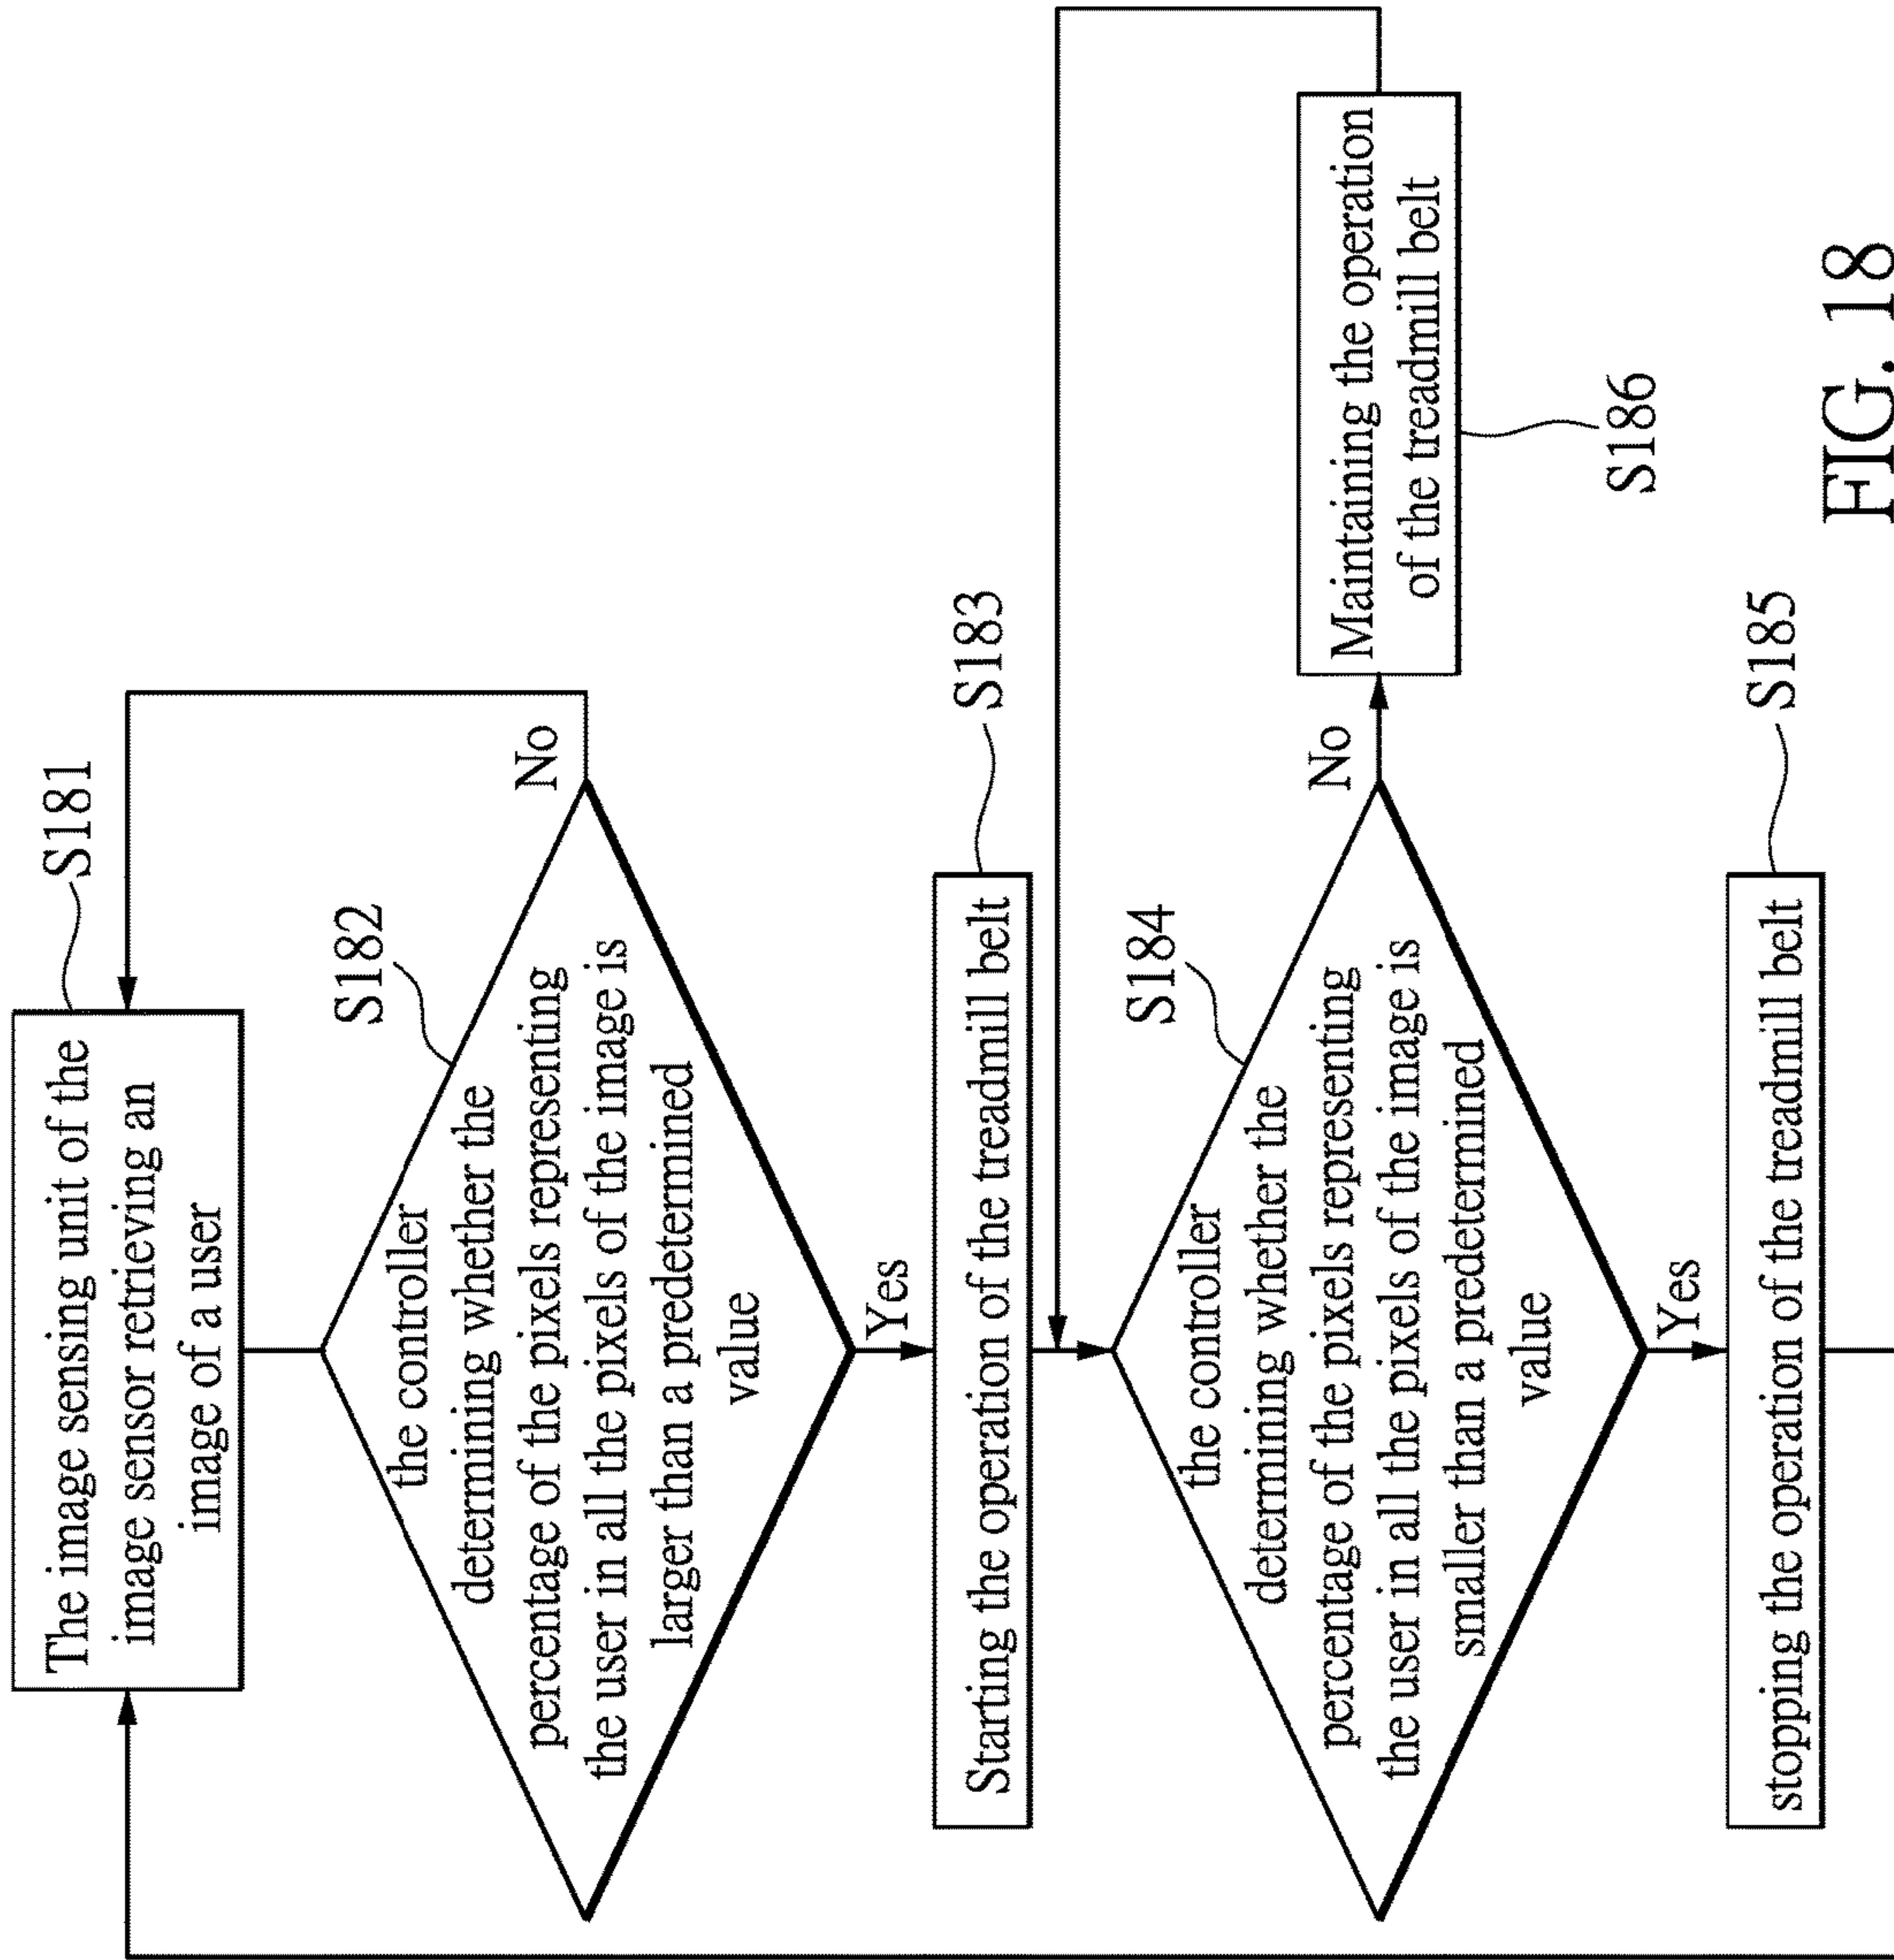 The image sensing unit of the
image sensor retrieving an
image of a user
S181
the controller
determining whether the
percentage of the pixels representing
the user in all the pixels of the image is
larger than a predetermined
value
S182
No
Yes
Starting the operation of the treadmill belt
S183
the controller
determining whether the
percentage of the pixels representing
the user in all the pixels of the image is
smaller than a predetermined
value
S184
No
Maintaining the operation
of the treadmill belt
S186
Yes
stopping the operation of the treadmill belt
S185
FIG. 18